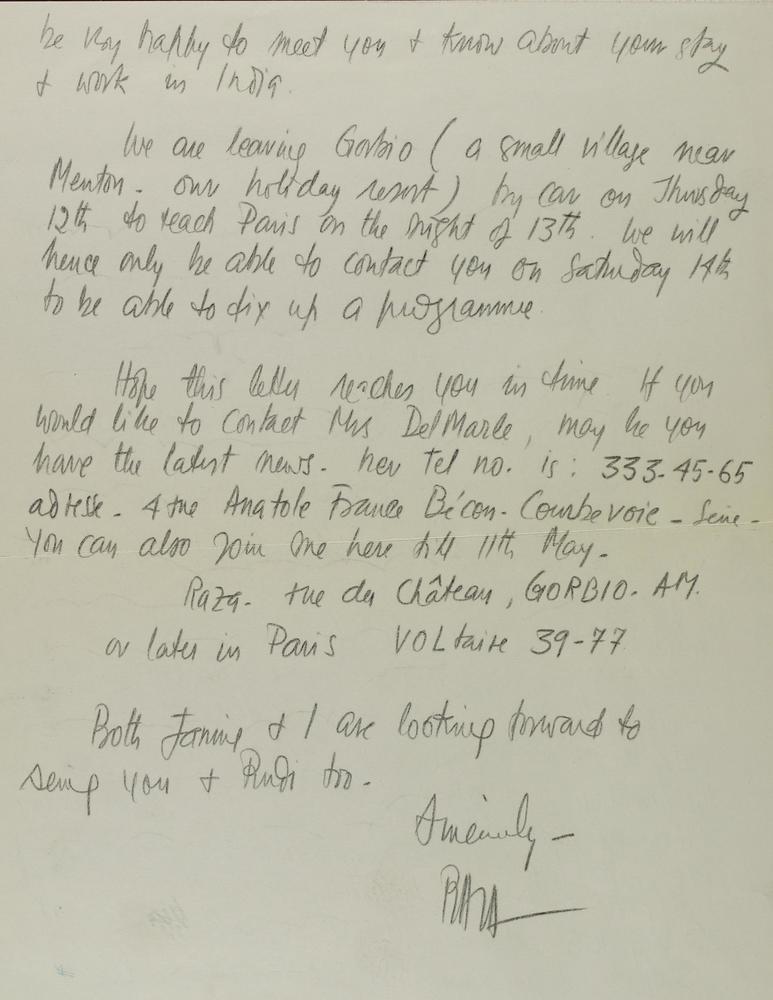 be very happy to meet you & know about your stay
& work in India.
We are leaving Gorbio ( a small village near
Menton - our holiday resort ) by car on Thursday
12th to reach Paris on the night of 13th. We will
hence only be able to contact you on Saturday 14th
to be able to fix up a programme.
Hope this letter reaches you in time If you
would like to contact Mrs DelMarle, may be you
have the latest news. her Tel no. is : 333-45-65
adresse - 4 rue Anatole France Bécon-Courbevoie - Seine -
You can also join me here till 11th May.
Raza - rue du Château, GORBIO. AM.
or later in Paris VOLtaire 39-77
Both Janine & I are looking forward to
seing you & Rudi too.
Sincerely -
RAZA